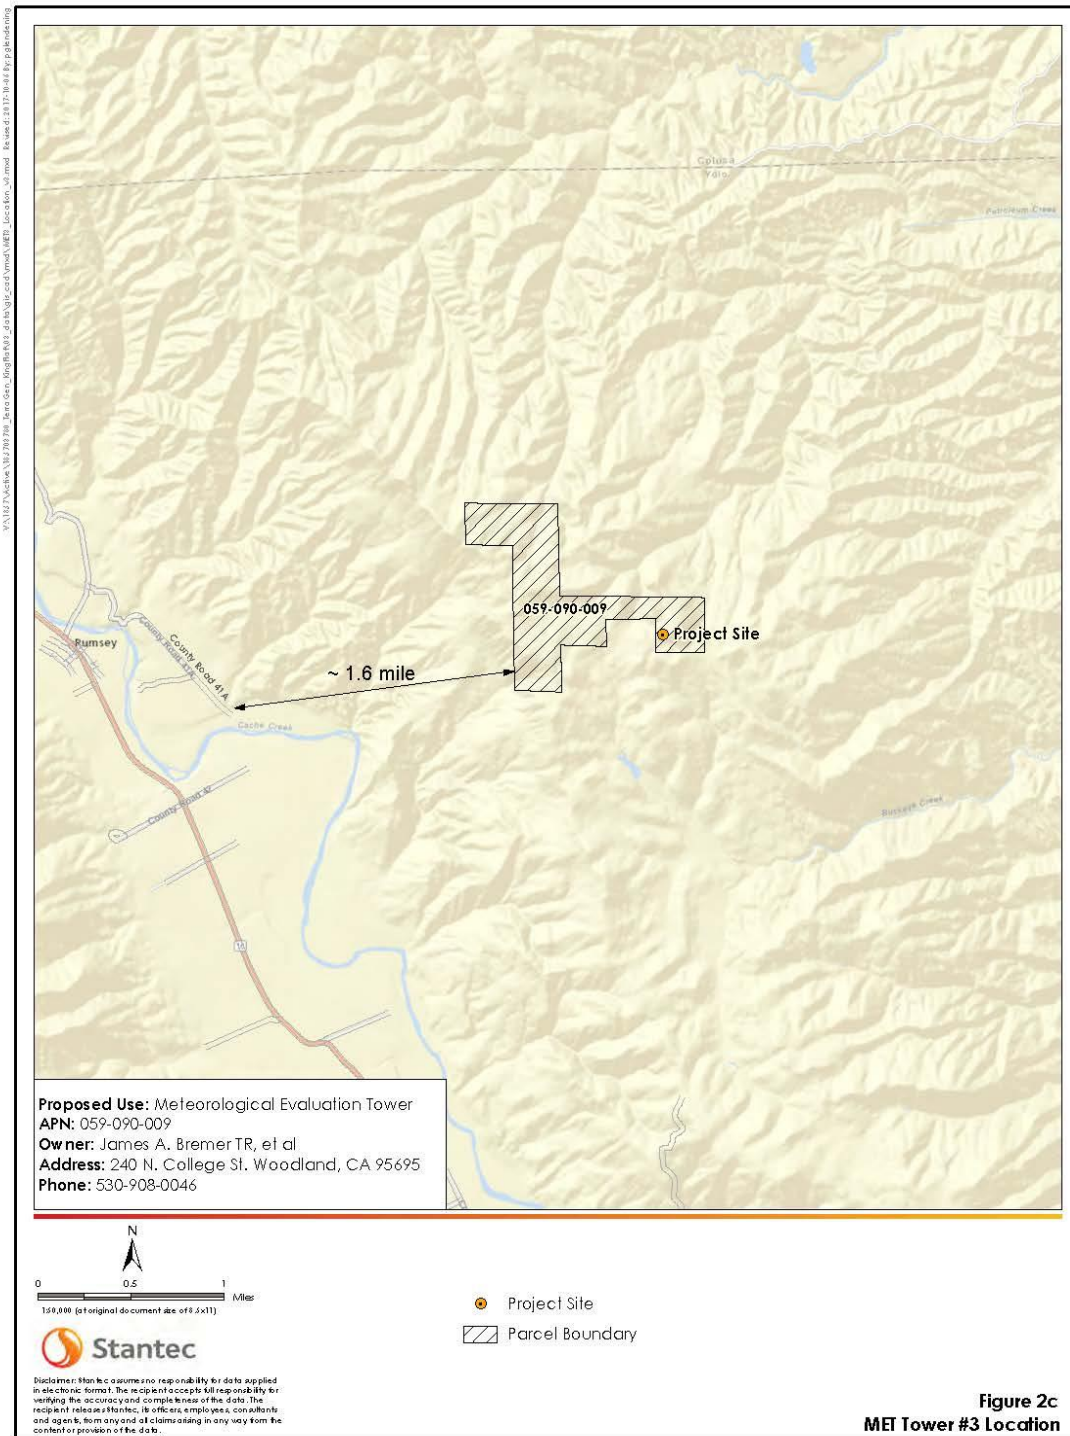 Colusa
Yolo
Petroleum Creek
059-090-009
Project Site
Rumsey
County Road 41A
County Road 41A
~ 1.6 mile
Cache Creek
County Road 42
Buckeye Creek
16
Proposed Use: Meteorological Evaluation Tower
APN: 059-090-009
Owner: James A. Bremer TR, et al
Address: 240 N. College St. Woodland, CA 95695
Phone: 530-908-0046
N
0 0.5 1
Miles
1:50,000 (at original document size of 8.5x11)
Stantec
Project Site
Parcel Boundary
Disclaimer: Stantec assumes no responsibility for data supplied
in electronic format. The recipient accepts full responsibility for
verifying the accuracy and completeness of the data. The
recipient releases Stantec, its officers, employees, consultants
and agents, from any and all claims arising in any way from the
content or provision of the data.
Figure 2c
MET Tower #3 Location